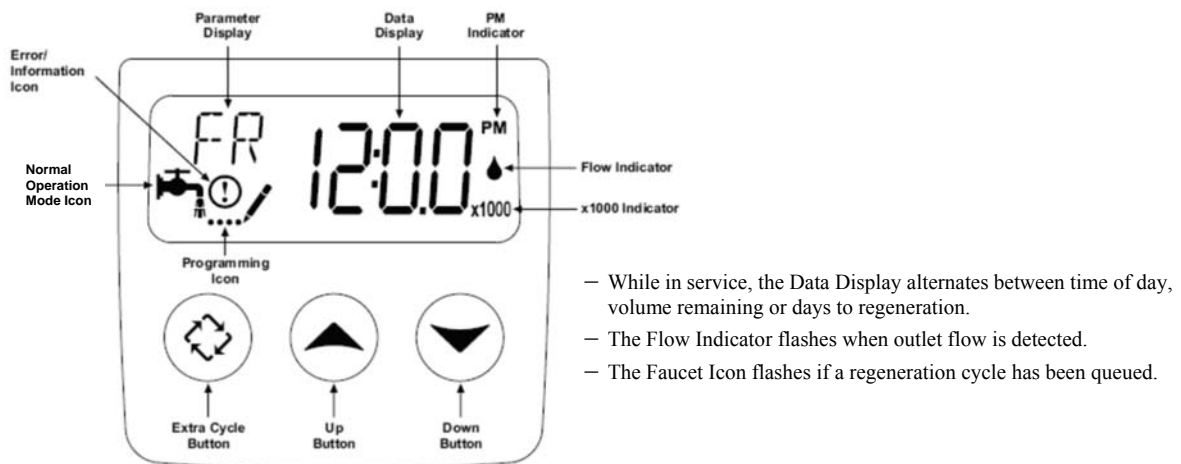 Parameter
Display
Data
Display
PM
Indicator
Error/
Information
Icon
FR
12:00.0
PM
Normal
Operation
Mode Icon
Flow Indicator
x1000
x1000 Indicator
Programming
Icon
Extra Cycle
Button
Up
Button
Down
Button
– While in service, the Data Display alternates between time of day,
volume remaining or days to regeneration.
– The Flow Indicator flashes when outlet flow is detected.
– The Faucet Icon flashes if a regeneration cycle has been queued.